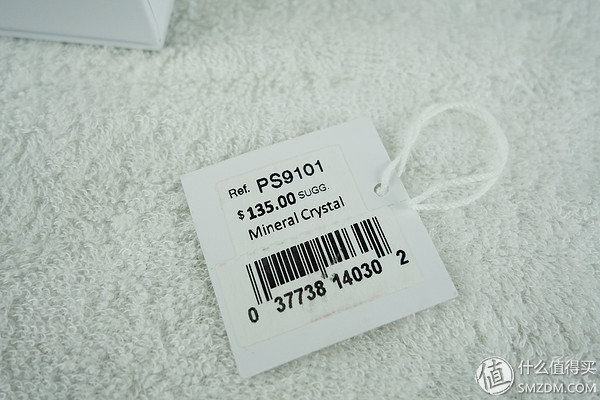 Ref. PS9101
$135.00 SUGG.
Mineral Crystal
0 37738 14030 2
值 什么值得买
SMZDM.COM